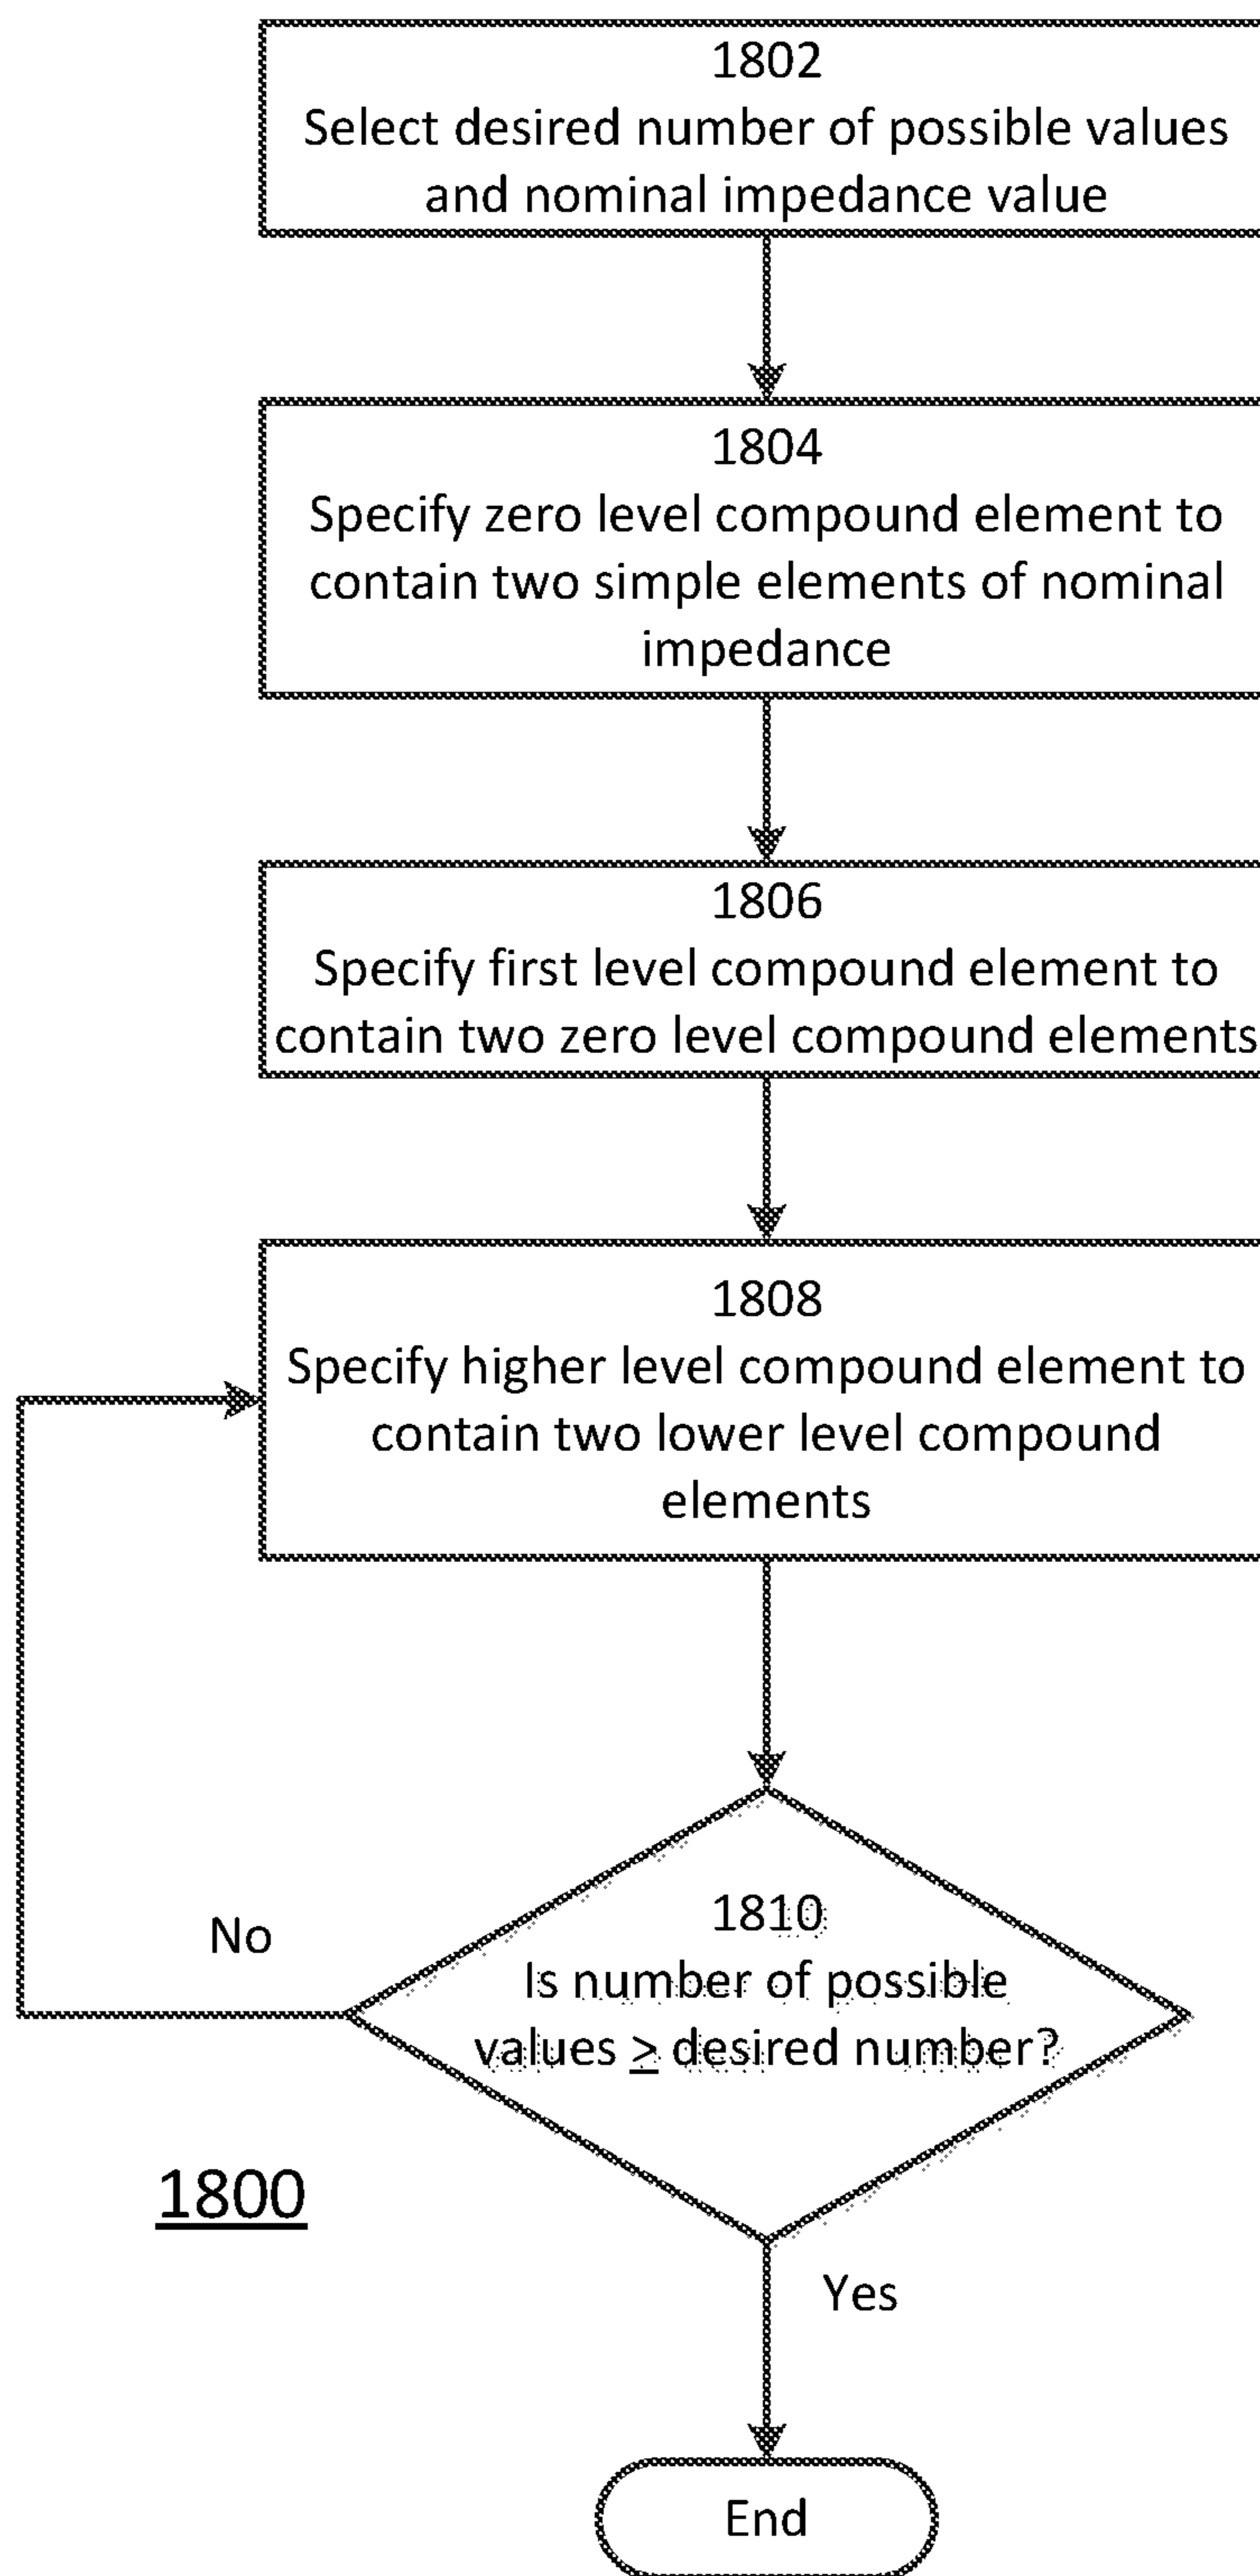 1802
Select desired number of possible values
and nominal impedance value
1804
Specify zero level compound element to
contain two simple elements of nominal
impedance
1806
Specify first level compound element to
contain two zero level compound elements
1808
Specify higher level compound element to
contain two lower level compound
elements
1810
Is number of possible
values ≥ desired number?
No
1800
Yes
End